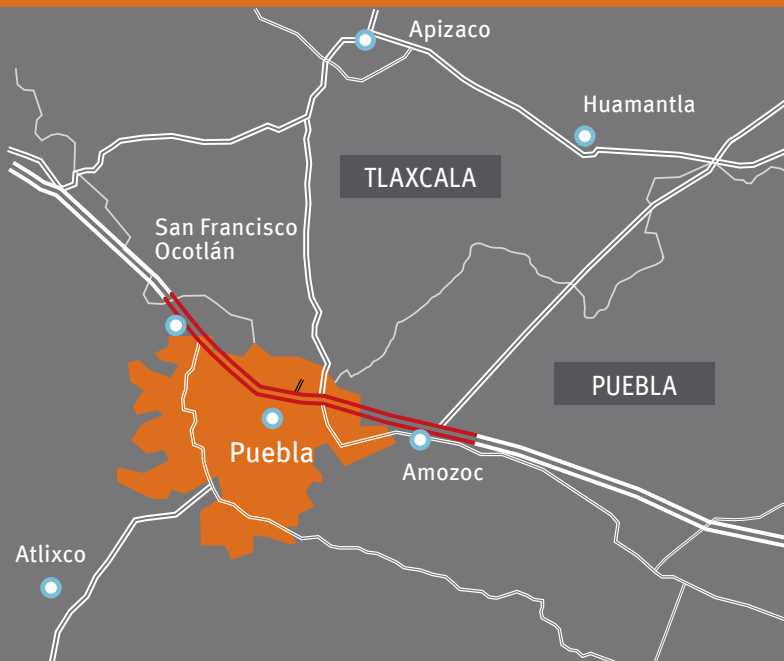 Apizaco
Huamantla
TLAXCALA
San Francisco
Ocotlán
PUEBLA
Puebla
Amozoc
Atlixco